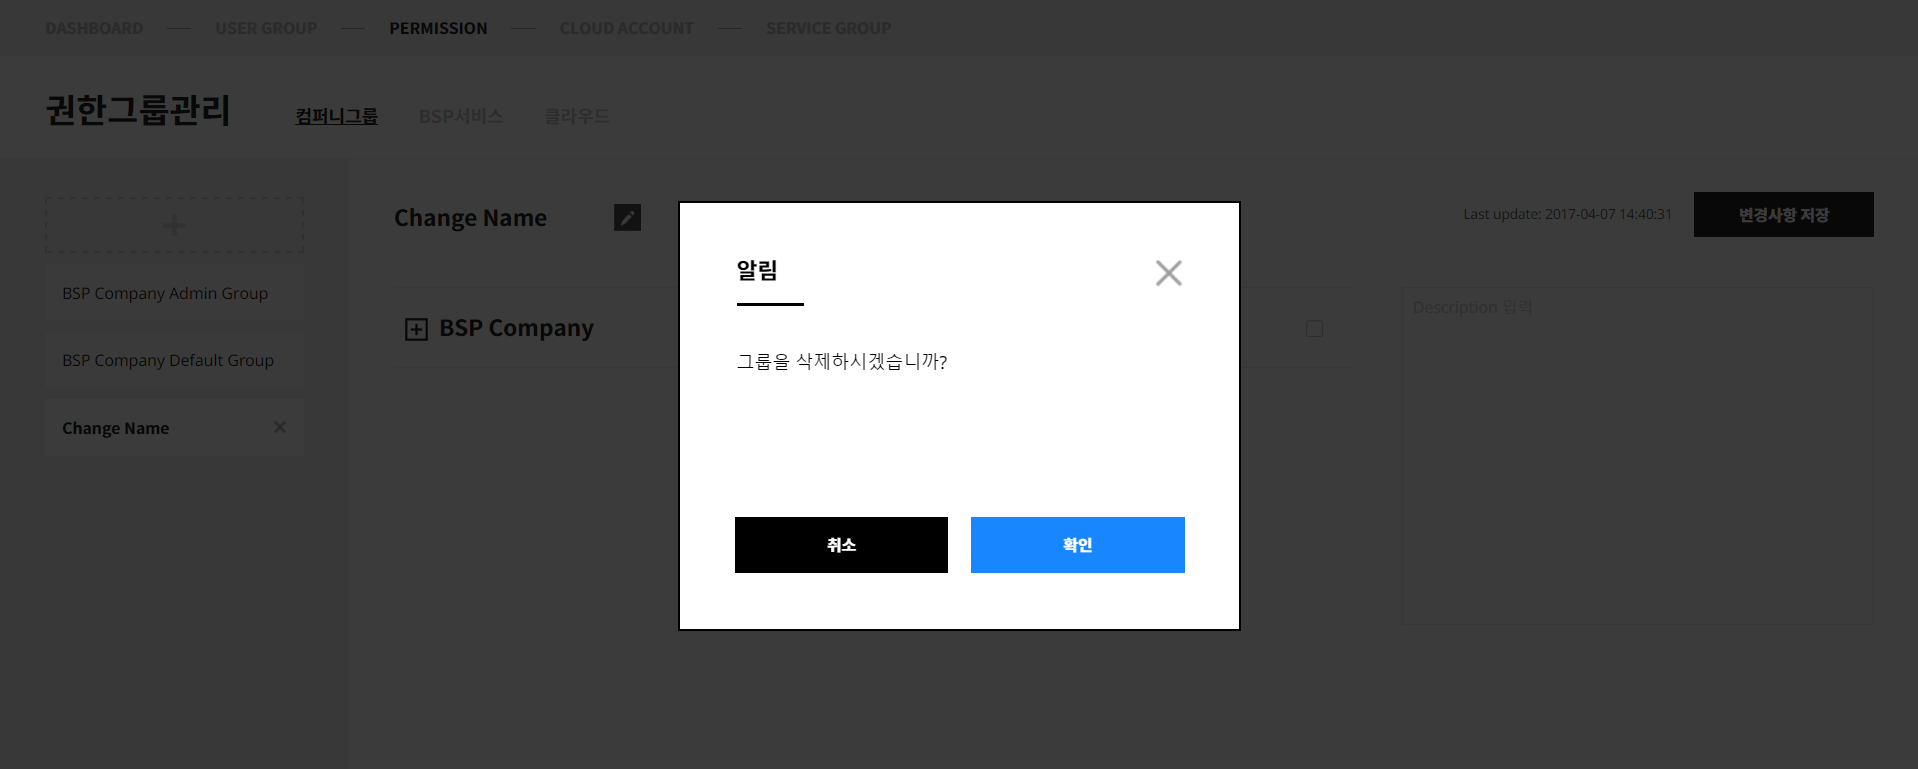 DASHBOARD — USER GROUP — PERMISSION — CLOUD ACCOUNT — SERVICE GROUP
권한그룹관리 컴퍼니그룹 BSP서비스 클라우드
BSP Company Admin Group
BSP Company Default Group
Change Name
Change Name
Last update: 2017-04-07 14:40:31
변경사항 저장
BSP Company
Description 입력
알림
그룹을 삭제하시겠습니까?
취소 확인